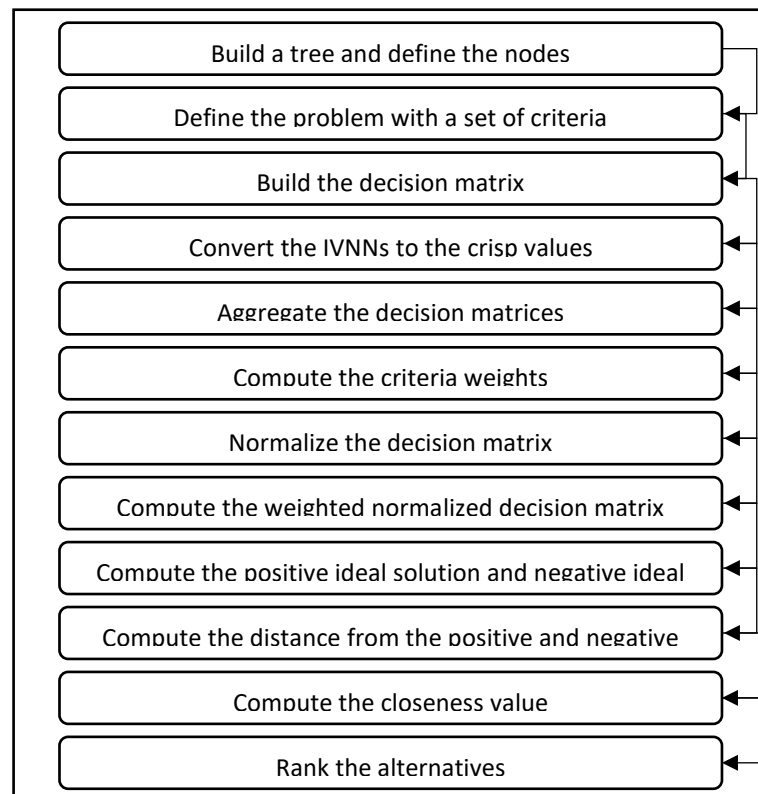 Build a tree and define the nodes
Define the problem with a set of criteria
Build the decision matrix
Convert the IVNNs to the crisp values
Aggregate the decision matrices
Compute the criteria weights
Normalize the decision matrix
Compute the weighted normalized decision matrix
Compute the positive ideal solution and negative ideal
Compute the distance from the positive and negative
Compute the closeness value
Rank the alternatives